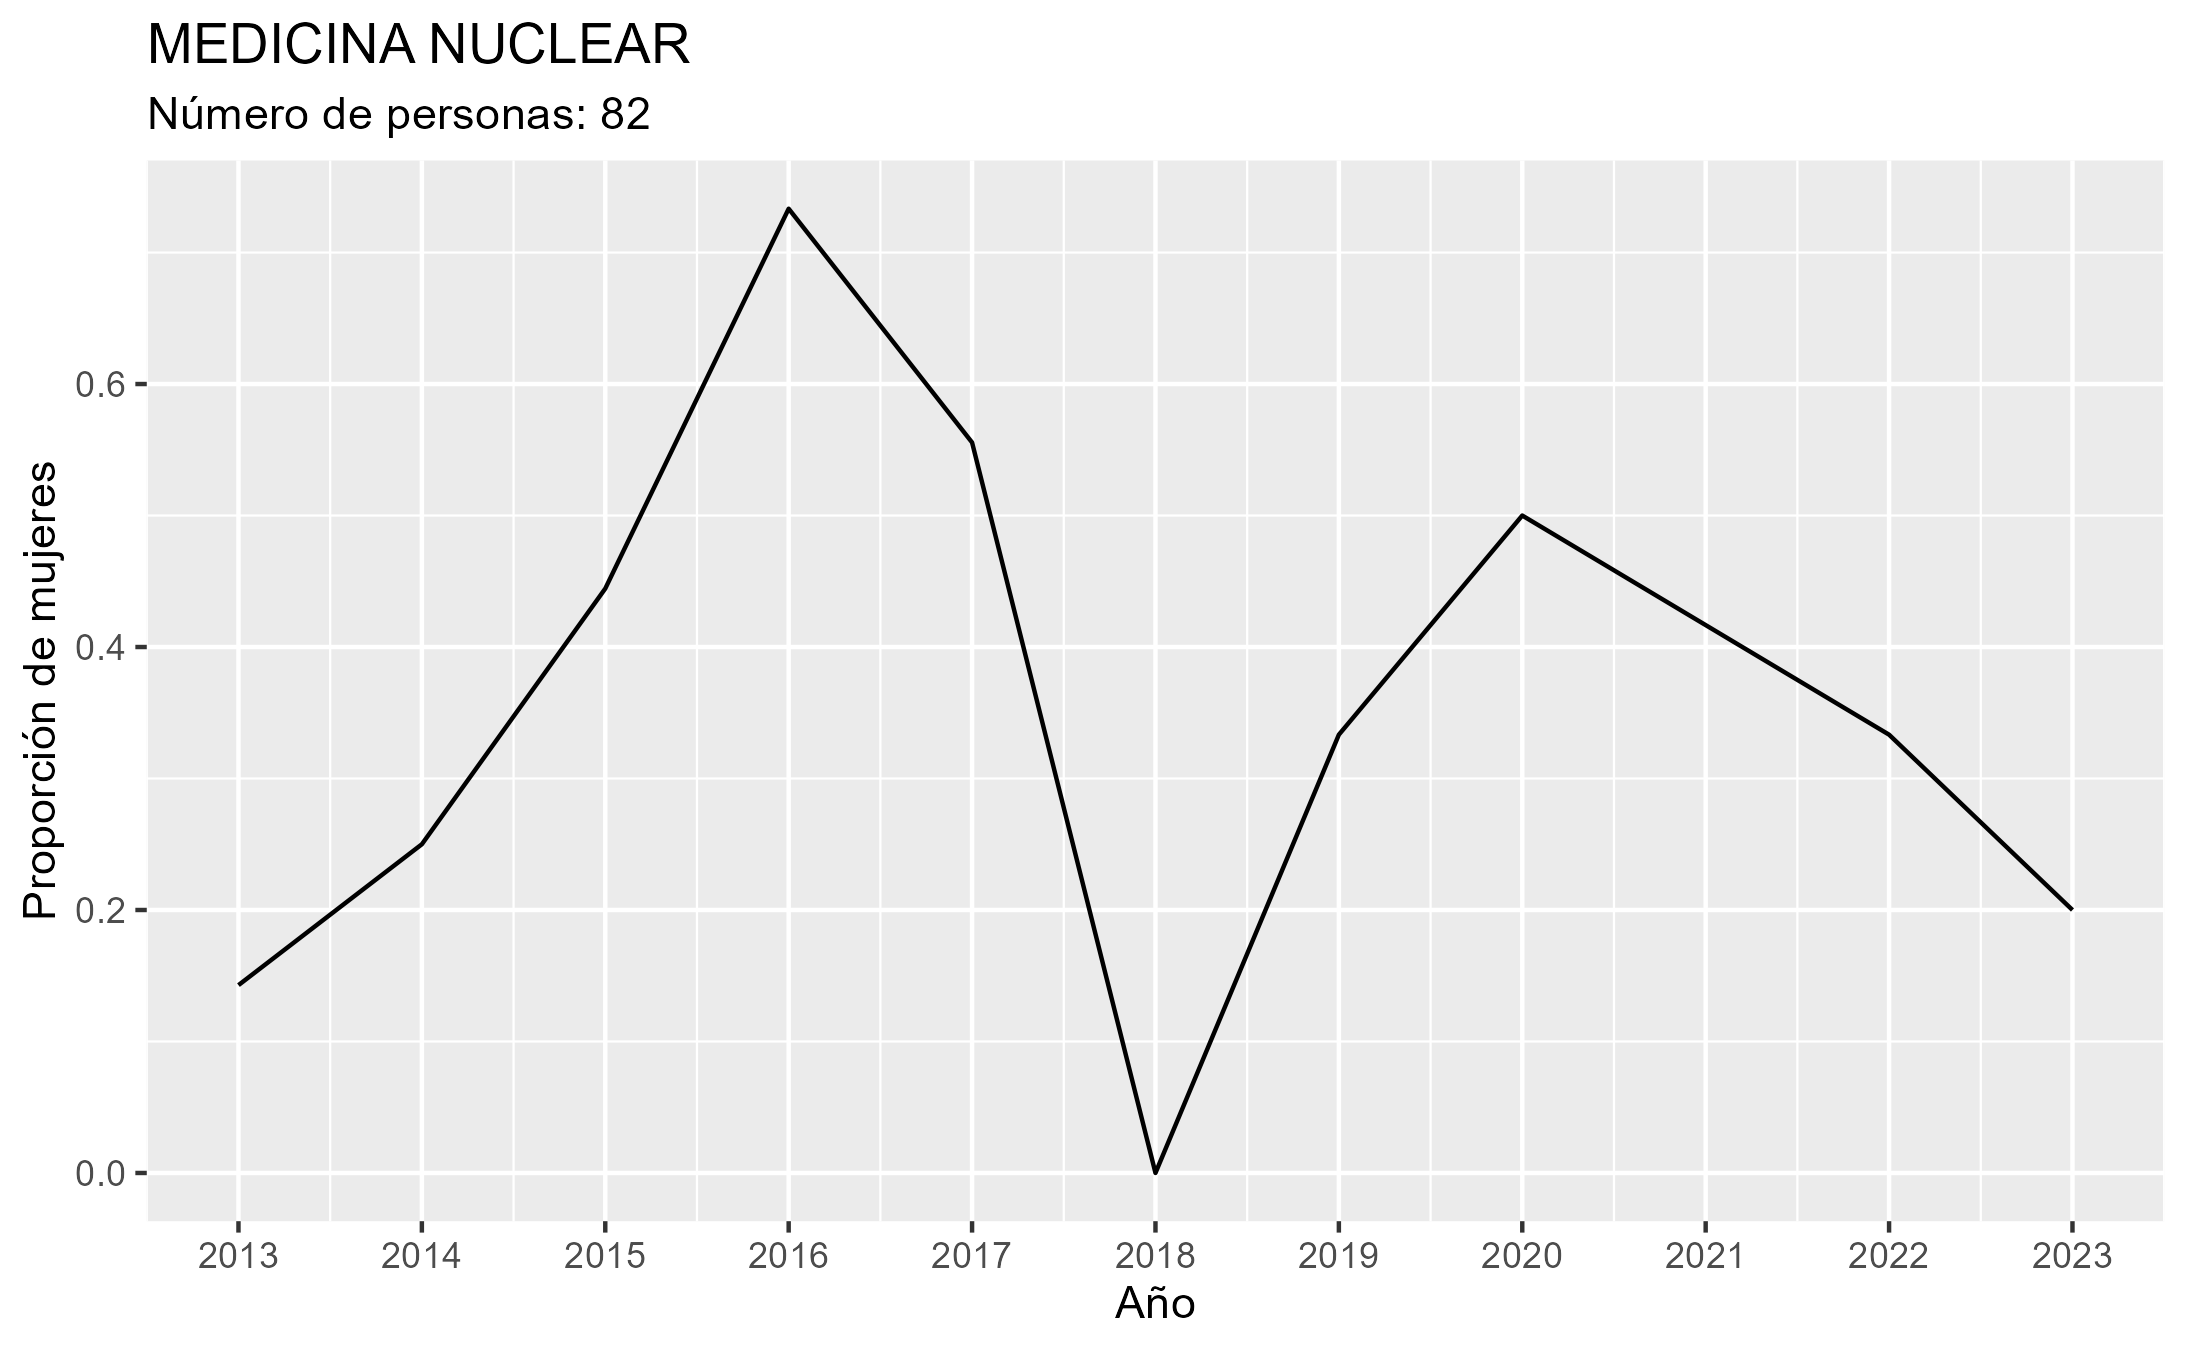 MEDICINA NUCLEAR
Número de personas: 82
Proporción de mujeres
0.6
0.4
0.2
0.0
2013 2014 2015 2016 2017 2018 2019 2020 2021 2022 2023
Año